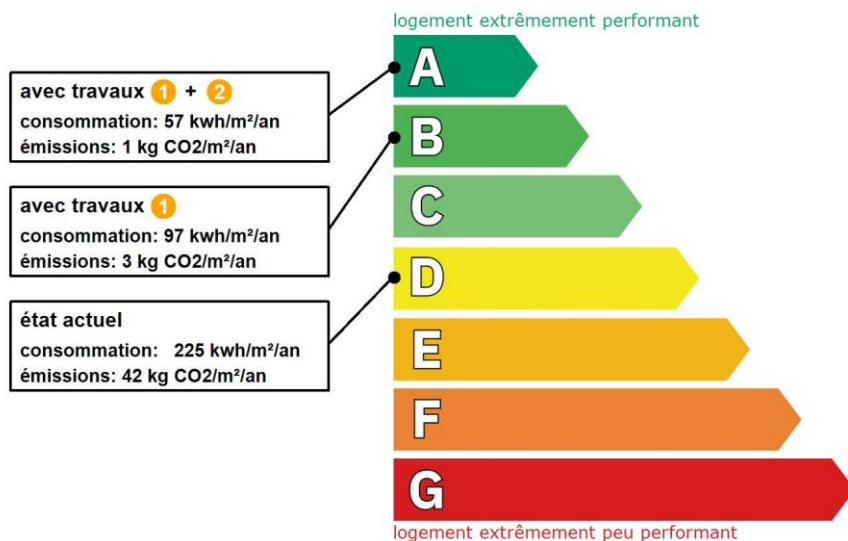 logement extrêmement performant
avec travaux 1 + 2
consommation: 57 kwh/m²/an
émissions: 1 kg CO2/m²/an
avec travaux 1
consommation: 97 kwh/m²/an
émissions: 3 kg CO2/m²/an
état actuel
consommation: 225 kwh/m²/an
émissions: 42 kg CO2/m²/an
A
B
C
D
E
F
G
logement extrêmement peu performant